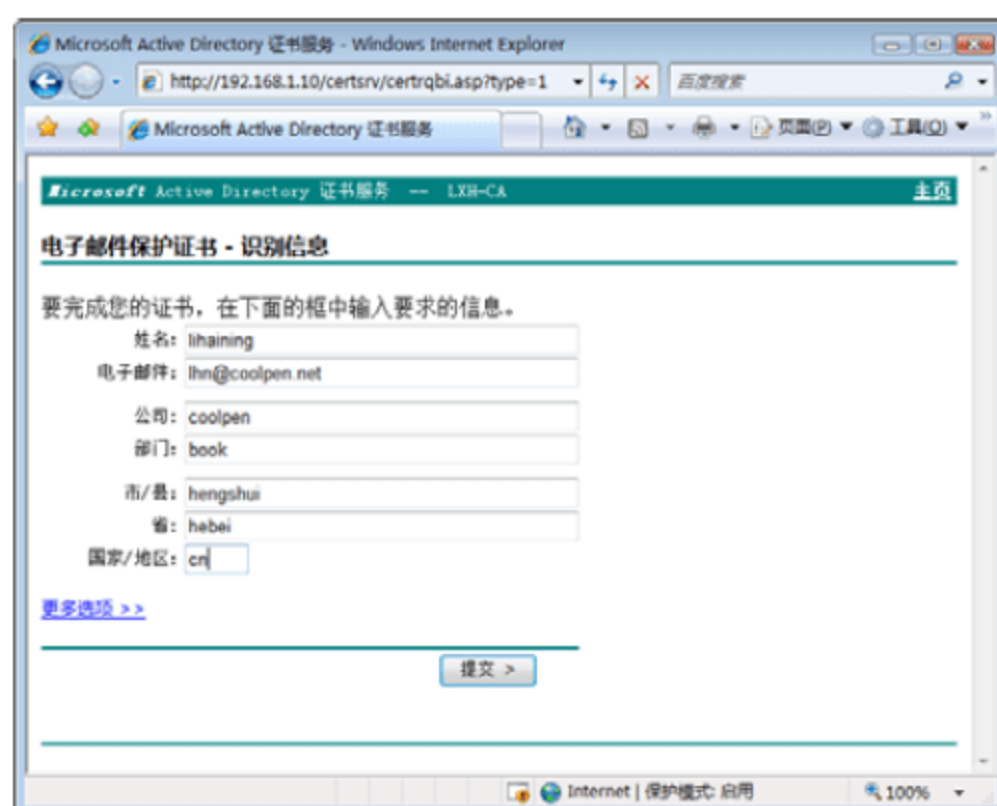 Microsoft Active Directory 证书服务 - Windows Internet Explorer
http://192.168.1.10/certsrv/certrqbi.asp?type=1
百度搜索
Microsoft Active Directory 证书服务
页面(P)
工具(O)
Microsoft Active Directory 证书服务 -- LXH-CA 主页
电子邮件保护证书 - 识别信息
要完成您的证书，在下面的框中输入要求的信息。
姓名: lihaining
电子邮件: lhn@coolpen.net
公司: coolpen
部门: book
市/县: hengshui
省: hebei
国家/地区: cn
更多选项 >>
提交 >
Internet | 保护模式: 启用
100%